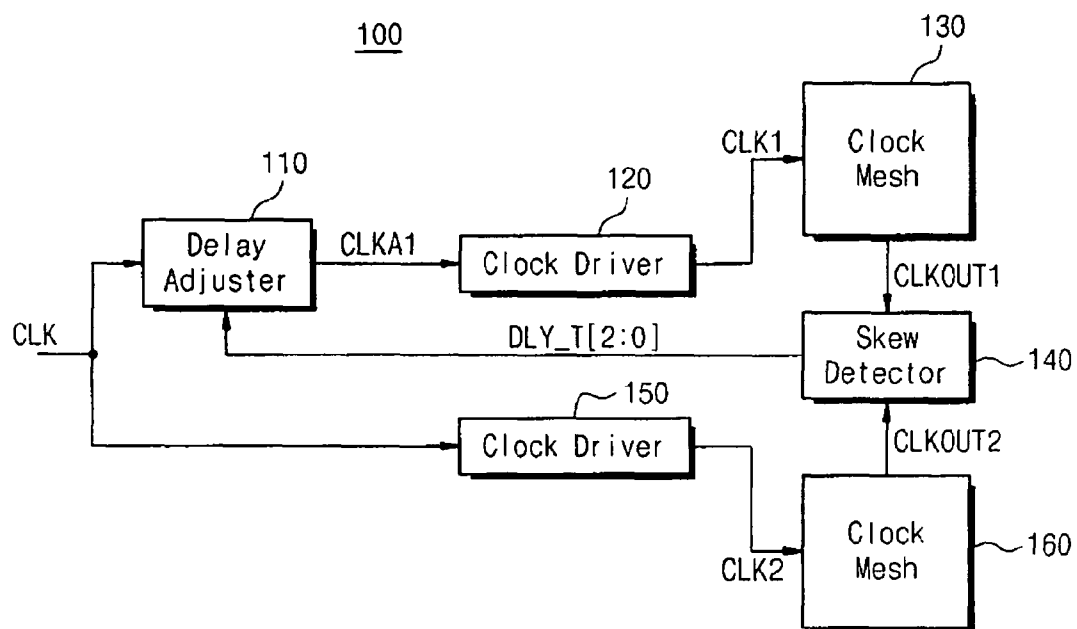 100
130
Clock
Mesh
CLK1
110
120
Delay
Adjuster
CLKA1
Clock Driver
CLKOUT1
CLK
DLY_T[2:0]
Skew
Detector
140
150
Clock Driver
CLKOUT2
Clock
Mesh
160
CLK2